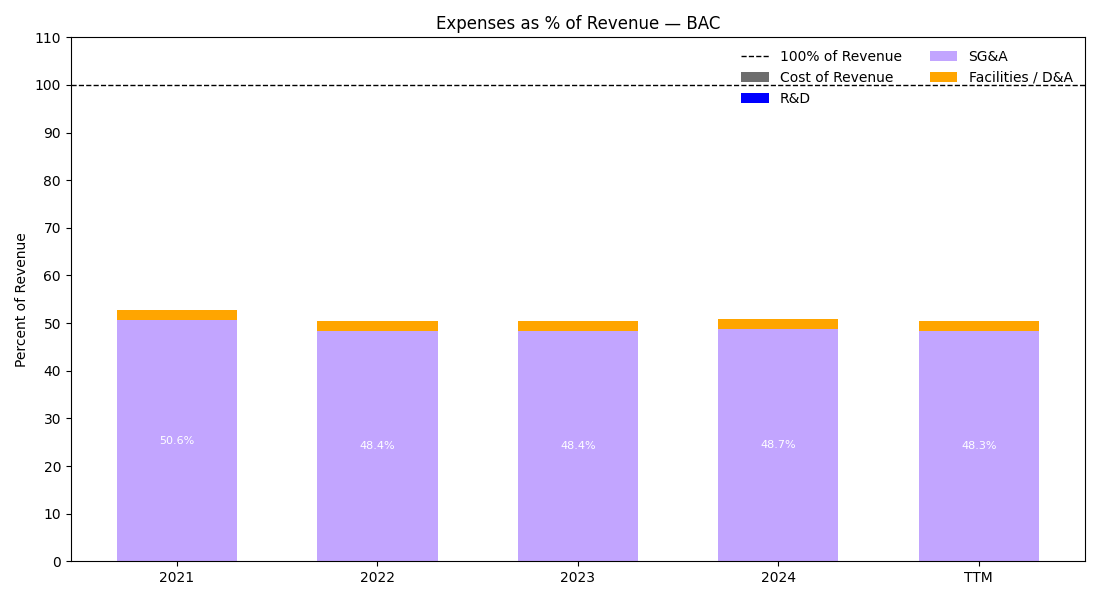 Expenses as % of Revenue — BAC
Percent of Revenue
110
100
90
80
70
60
50
40
30
20
10
0
100% of Revenue
Cost of Revenue
R&D
SG&A
Facilities / D&A
50.6%
48.4%
48.4%
48.7%
48.3%
2021
2022
2023
2024
TTM